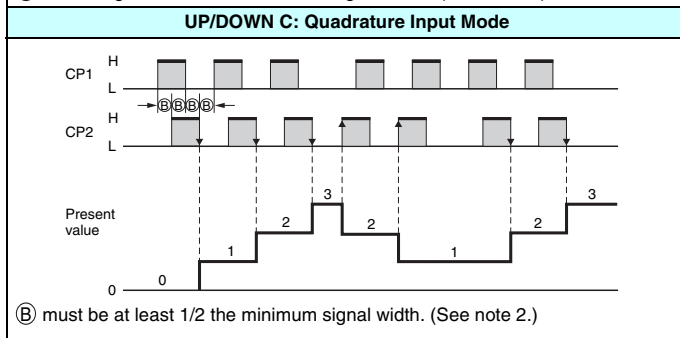 UP/DOWN C: Quadrature Input Mode
CP1
H
L
Ⓑ Ⓑ Ⓑ Ⓑ
CP2
H
L
Present value
3
3
2
2
2
1
1
0
0
Ⓑ must be at least 1/2 the minimum signal width. (See note 2.)